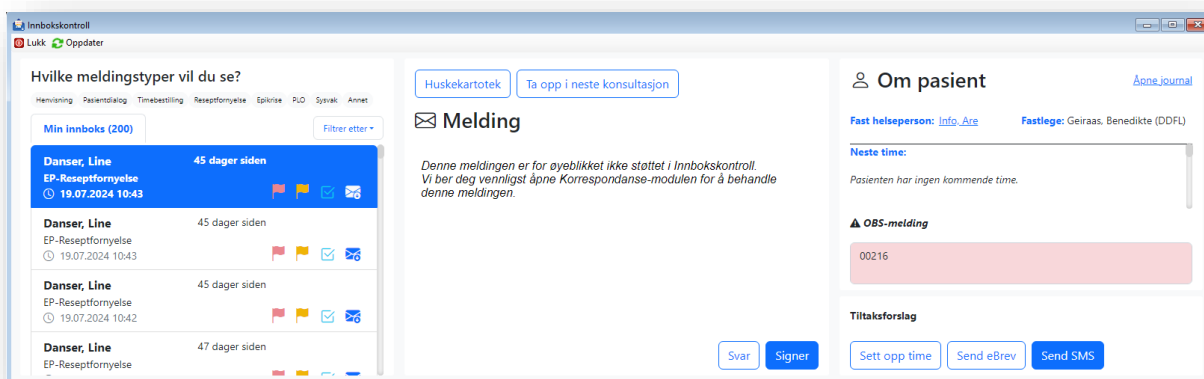 Innbokskontroll
Lukk Oppdater
Hvilke meldingstyper vil du se?
Henvisning Pasientdialog Timebestilling Reseptfornyelse Epikrise PLO Sysvak Annet
Min innboks (200)
Filtrer etter
Danser, Line 45 dager siden
EP-Reseptfornyelse
19.07.2024 10:43
Danser, Line 45 dager siden
EP-Reseptfornyelse
19.07.2024 10:43
Danser, Line 45 dager siden
EP-Reseptfornyelse
19.07.2024 10:42
Danser, Line 47 dager siden
EP-Reseptfornyelse
Huskekartotek Ta opp i neste konsultasjon
Melding
Denne meldingen er for øyeblikket ikke støttet i Innbokskontroll.
Vi ber deg vennligst åpne Korrespondanse-modulen for å behandle
denne meldingen.
Svar Signer
Om pasient Åpne journal
Fast helseperson: Info, Are Fastlege: Geiraas, Benedikte (DDFL)
Neste time:
Pasienten har ingen kommende time.
OBS-melding
00216
Tiltaksforslag
Sett opp time Send eBrev Send SMS